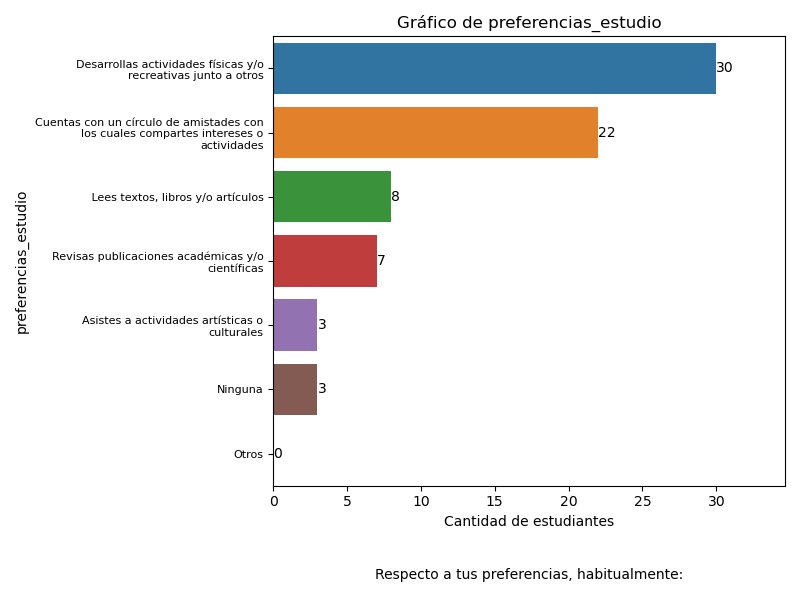 Gráfico de preferencias_estudio
Desarrollas actividades físicas y/o
recreativas junto a otros
30
Cuentas con un círculo de amistades con
los cuales compartes intereses o
actividades
22
Lees textos, libros y/o artículos
8
Revisas publicaciones académicas y/o
científicas
7
Asistes a actividades artísticas o
culturales
3
Ninguna
3
Otros
0
preferencias_estudio
0 5 10 15 20 25 30
Cantidad de estudiantes
Respecto a tus preferencias, habitualmente: